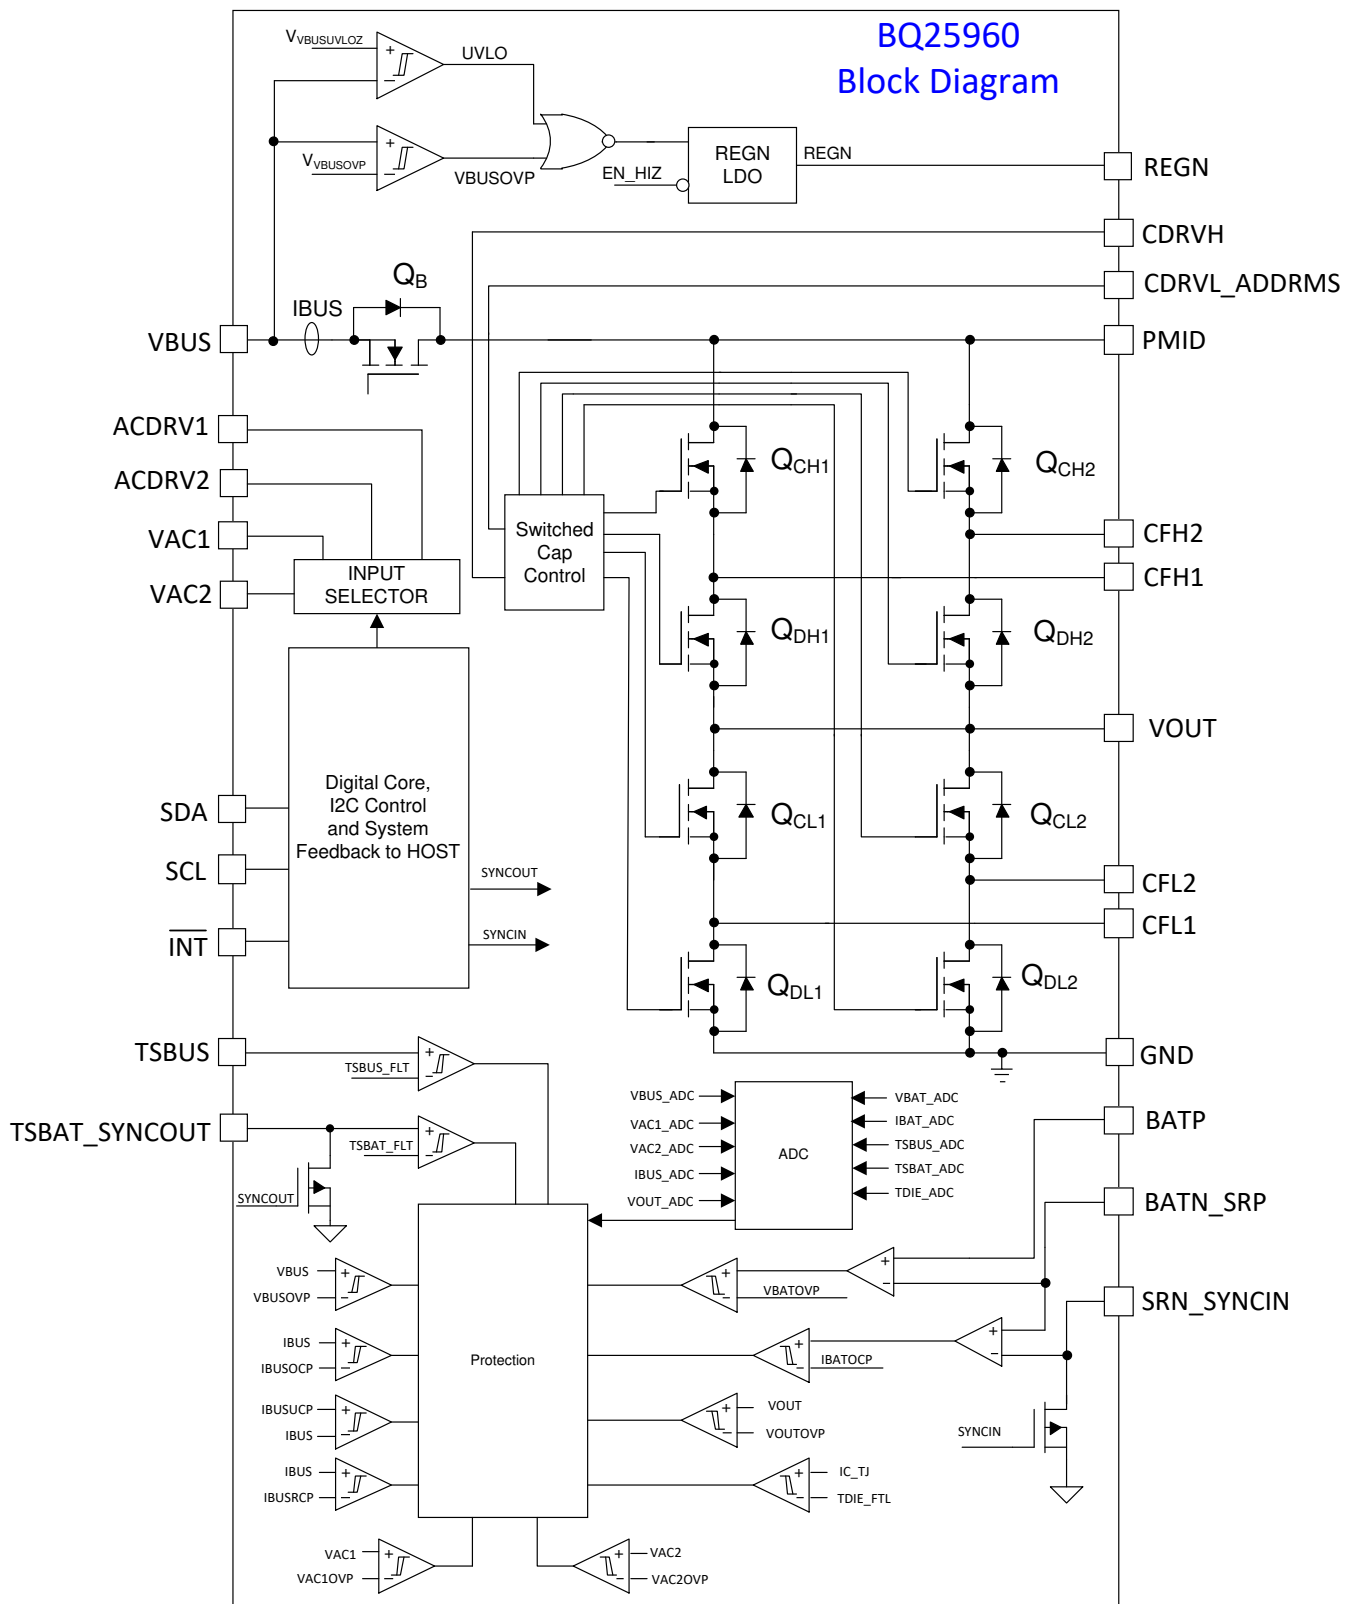 BQ25960
Block Diagram
VVBUSUVLOZ
UVLO
VVBUSOVP
VBUSOVP
EN_HIZ
REGN
LDO
REGN
REGN
CDRVH
CDRVL_ADDRMS
QB
IBUS
VBUS
PMID
ACDRV1
ACDRV2
VAC1
VAC2
INPUT
SELECTOR
Switched
Cap
Control
QCH1
QCH2
CFH2
CFH1
QDH1
QDH2
VOUT
Digital Core,
I2C Control
and System
Feedback to HOST
SDA
SCL
INT
SYNCOUT
SYNCIN
QCL1
QCL2
CFL2
CFL1
QDL1
QDL2
GND
TSBUS
TSBUS_FLT
TSBAT_SYNCOUT
TSBAT_FLT
SYNCOUT
VBUS_ADC
VAC1_ADC
VAC2_ADC
IBUS_ADC
VOUT_ADC
ADC
VBAT_ADC
IBAT_ADC
TSBUS_ADC
TSBAT_ADC
TDIE_ADC
BATP
BATN_SRP
SRN_SYNCIN
VBUS
VBUSOVP
IBUS
IBUSOCP
IBUSUCP
IBUS
IBUS
IBUSRCP
Protection
VBATOVP
IBATOCP
VOUT
VOUTOVP
IC_TJ
TDIE_FTL
SYNCIN
VAC1
VAC1OVP
VAC2
VAC2OVP
+
−
+
−
+
−
+
−
+
−
+
−
+
−
+
−
+
−
+
−
+
−
+
−
+
−
+
−
+
−
+
−